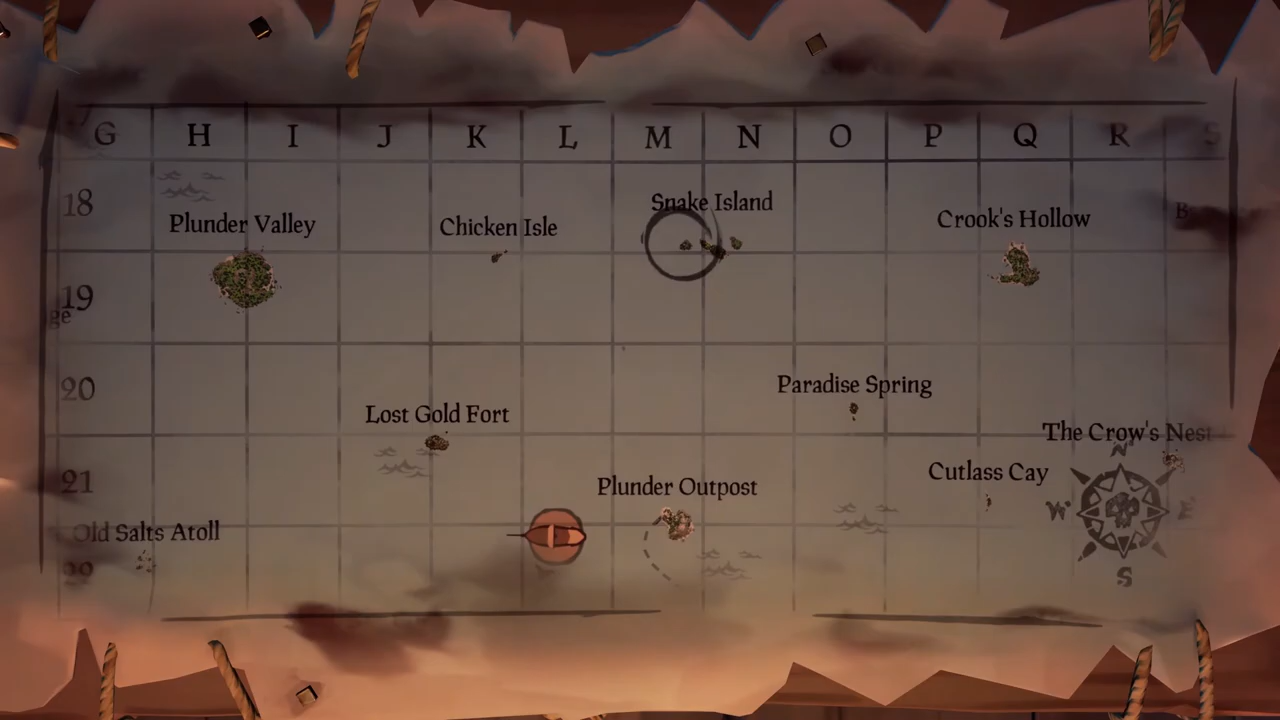 G H I J K L M N O P Q R S
18
Snake Island
Plunder Valley
Chicken Isle
Crook's Hollow
19
20
Paradise Spring
Lost Gold Fort
The Crow's Nest
21
Cutlass Cay
Plunder Outpost
N
W
E
S
Old Salts Atoll